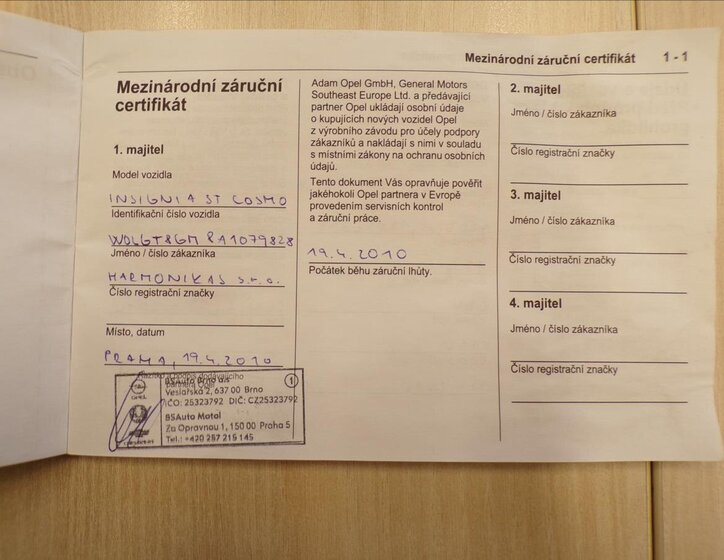 Mezinárodní záruční certifikát 1 - 1
Mezinárodní záruční
certifikát
1. majitel
Model vozidla
INSIGNIA ST COSMO
Identifikační číslo vozidla
W0LGT8GM RA1079828
Jméno / číslo zákazníka
HARMONIKAS s.r.o.
Číslo registrační značky
Místo, datum
PRAHA, 19.4.2010
BSAuto Brno a.s
Veslařská 2, 637 00 Brno
IČO: 25323792 DIČ: CZ25323792
BSAuto Motol
Za Opravnou 1, 150 00 Praha 5
Tel.: +420 257 219 145
1
Adam Opel GmbH, General Motors
Southeast Europe Ltd. a předávající
partner Opel ukládají osobní údaje
o kupujících nových vozidel Opel
z výrobního závodu pro účely podpory
zákazníků a nakládají s nimi v souladu
s místními zákony na ochranu osobních
údajů.
Tento dokument Vás opravňuje pověřit
jakéhokoli Opel partnera v Evropě
provedením servisních kontrol
a záruční práce.
19.4.2010
Počátek běhu záruční lhůty.
2. majitel
Jméno / číslo zákazníka
Číslo registrační značky
3. majitel
Jméno / číslo zákazníka
Číslo registrační značky
4. majitel
Jméno / číslo zákazníka
Číslo registrační značky